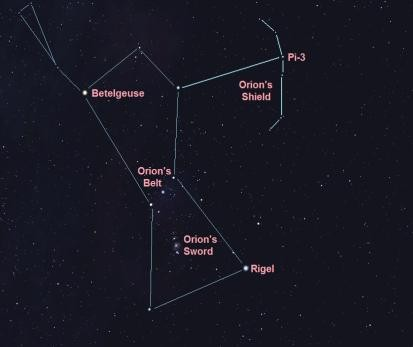 Pi-3
Betelgeuse
Orion's
Shield
Orion's
Belt
Orion's
Sword
Rigel